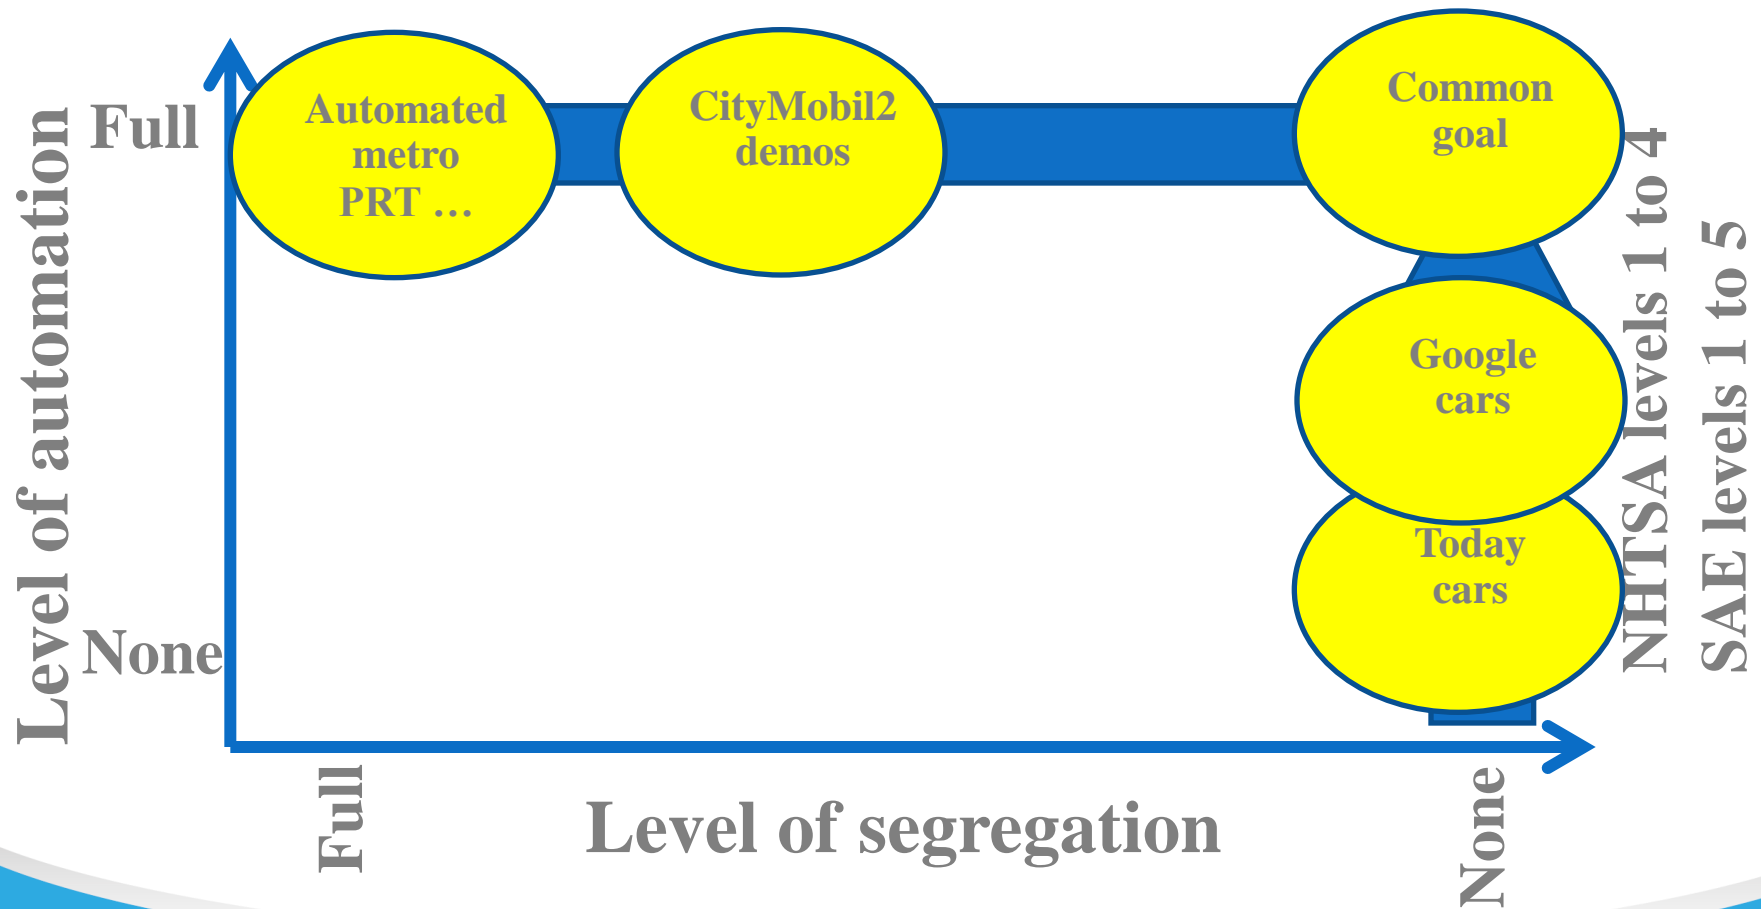 Level of automation
Full
None
Automated
metro
PRT …
CityMobil2
demos
Common
goal
Google
cars
Today
cars
NHTSA levels 1 to 4
SAE levels 1 to 5
Full
Level of segregation
None